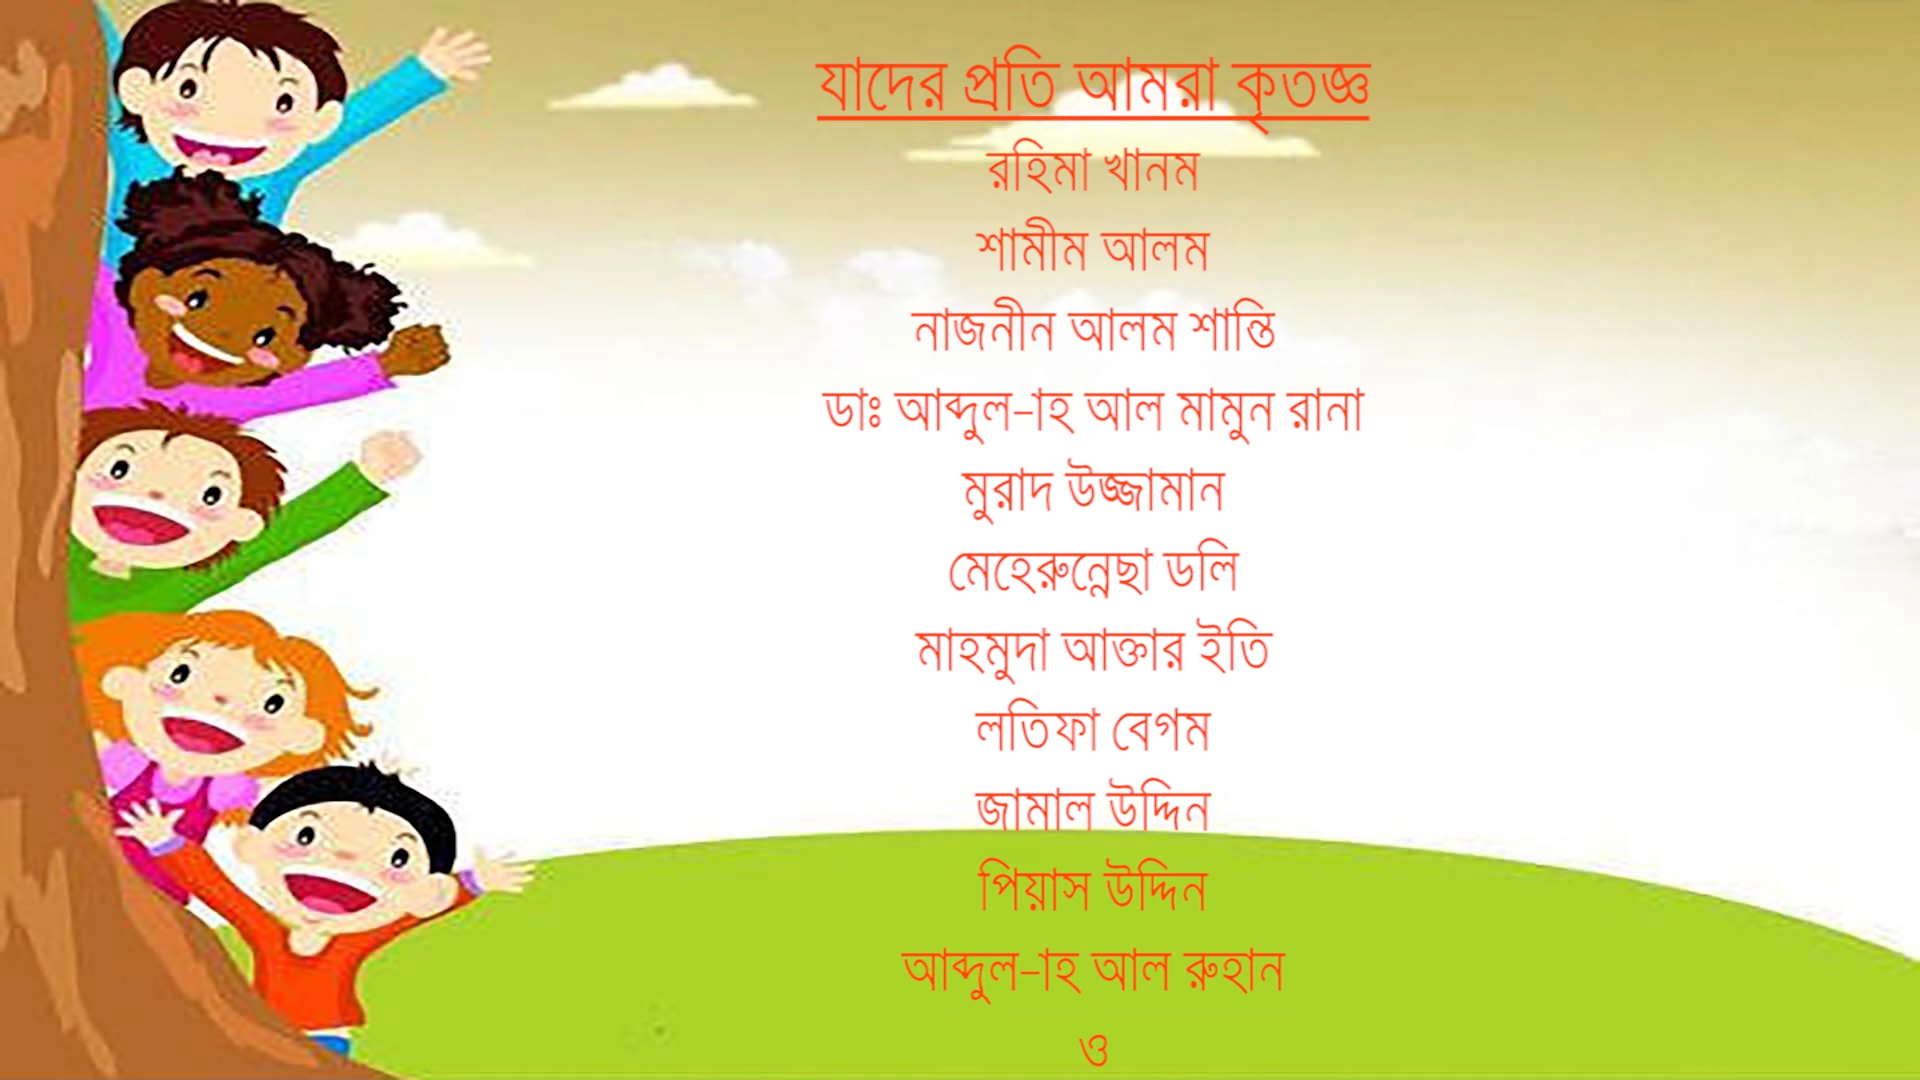 যাদের প্রতি আমরা কৃতজ্ঞ
রহিমা খানম
শামীম আলম
নাজনীন আলম শান্তি
ডাঃ আব্দুল-াহ আল মামুন রানা
মুরাদ উজ্জামান
মেহেরুন্নেছা ডলি
মাহমুদা আক্তার ইতি
লতিফা বেগম
জামাল উদ্দিন
পিয়াস উদ্দিন
আব্দুল-াহ আল রুহান
ও